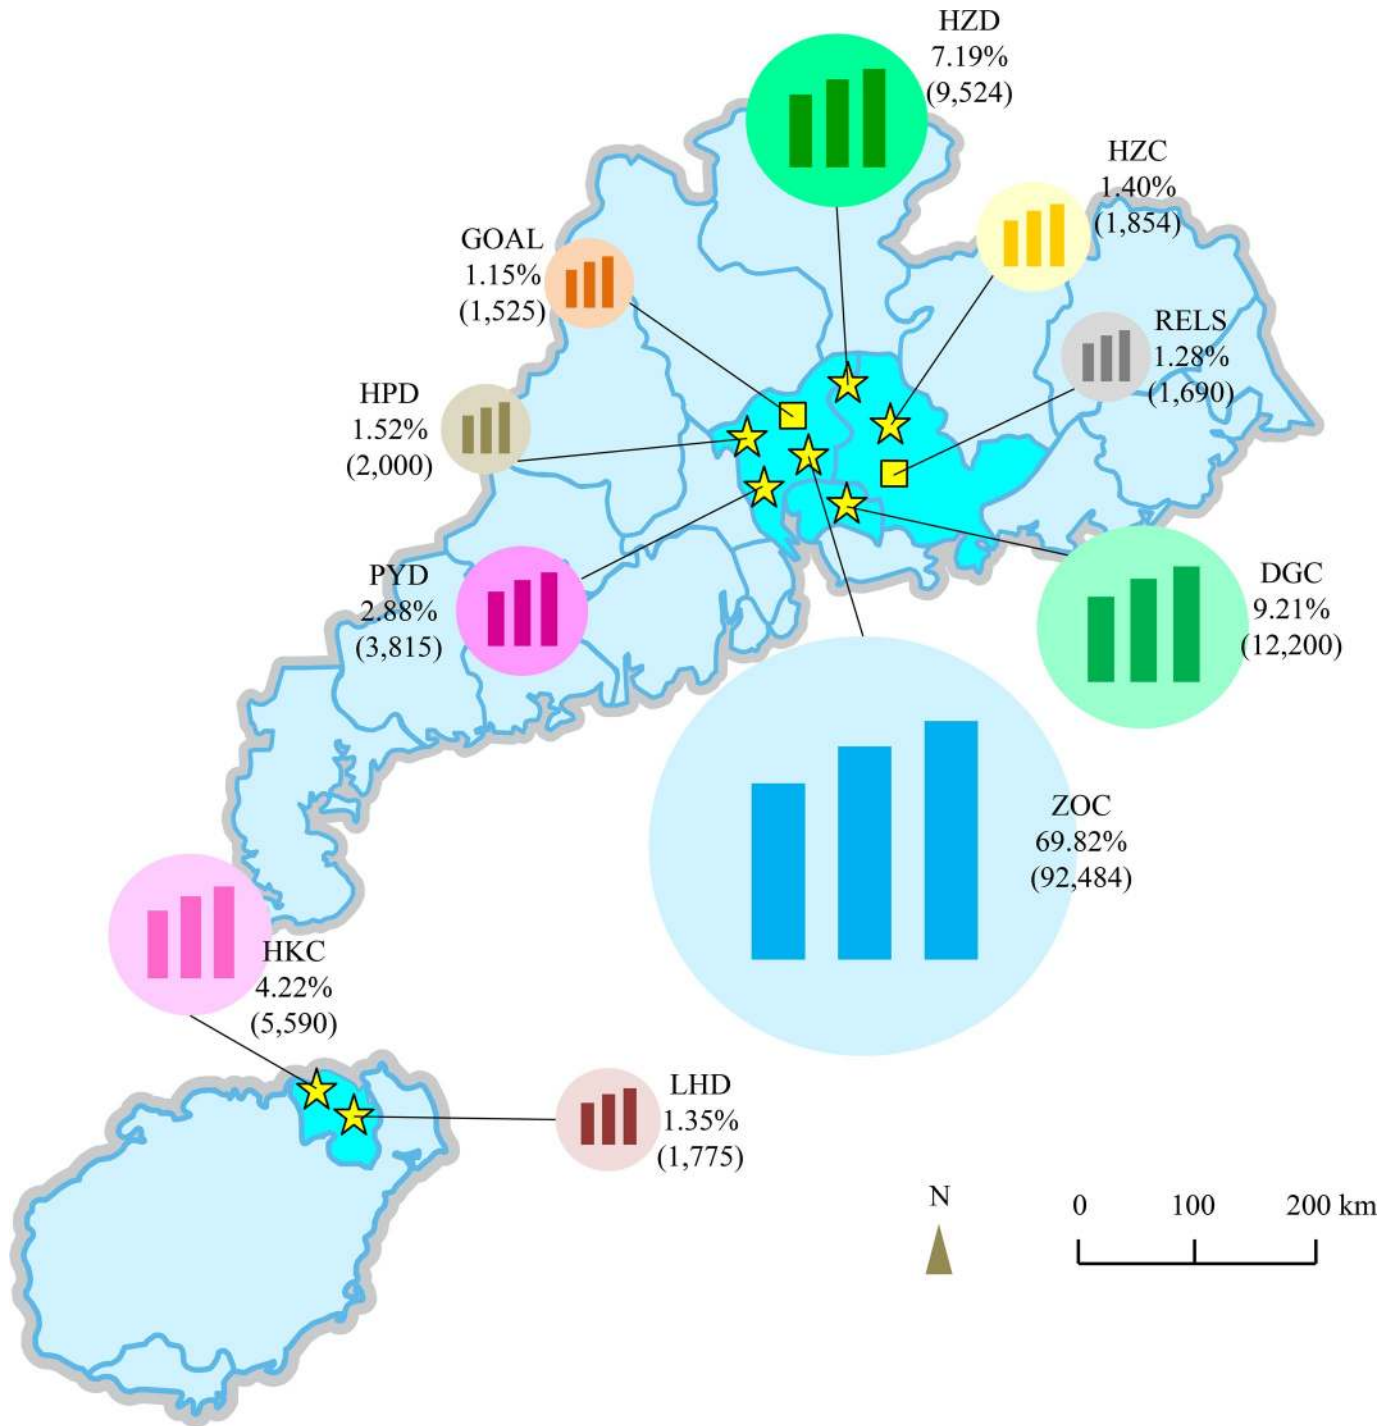 HZD
7.19%
(9,524)
HZC
1.40%
(1,854)
GOAL
1.15%
(1,525)
RELS
1.28%
(1,690)
HPD
1.52%
(2,000)
PYD
2.88%
(3,815)
DGC
9.21%
(12,200)
ZOC
69.82%
(92,484)
HKC
4.22%
(5,590)
LHD
1.35%
(1,775)
N
0 100 200 km